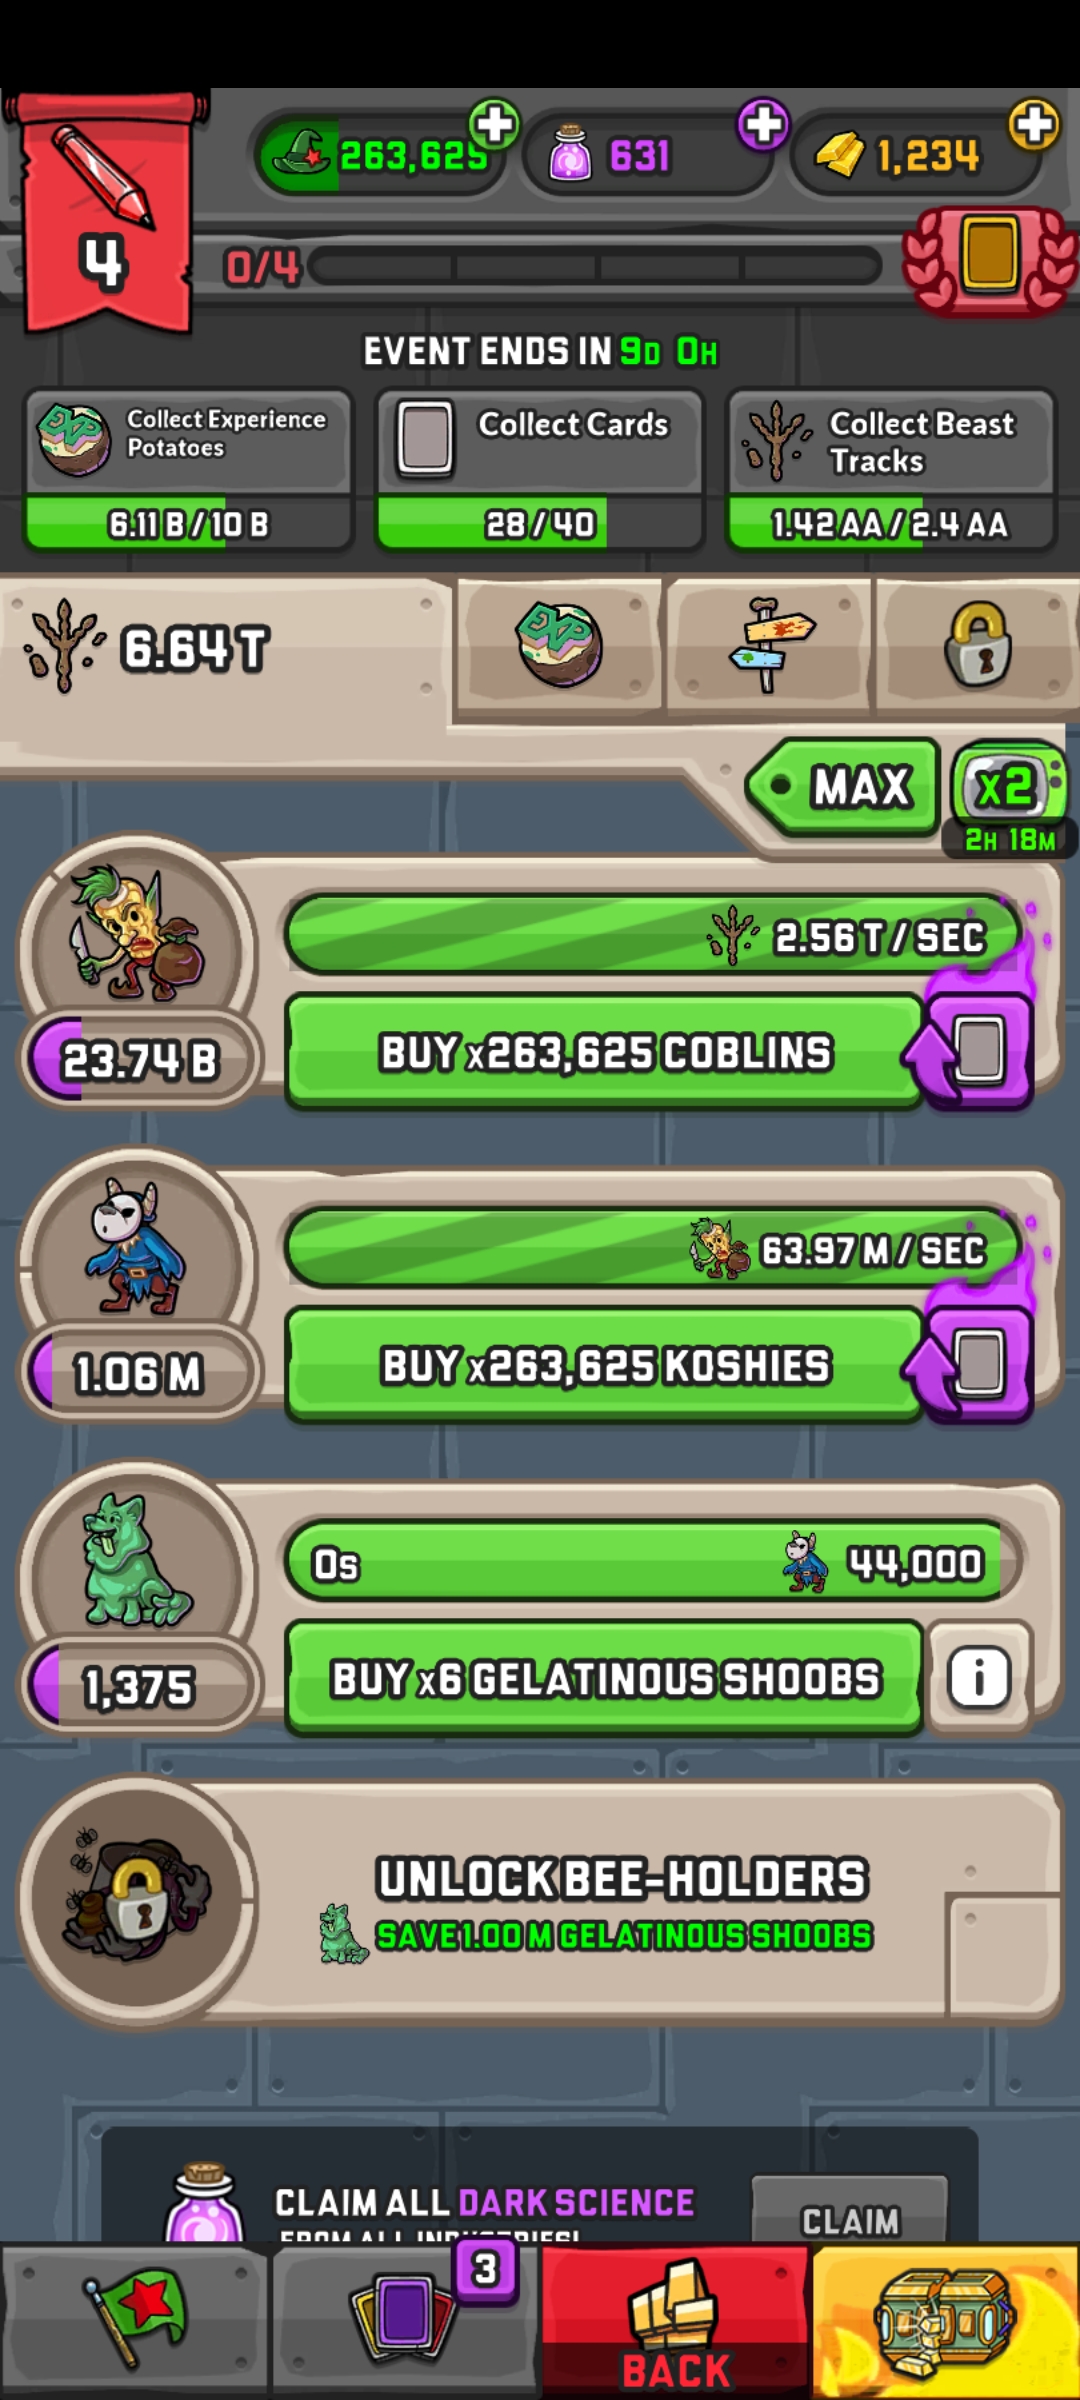 263,625
631
1,234
4
0/4
EVENT ENDS IN 9D 0H
Collect Experience
Potatoes
Collect Cards
Collect Beast
Tracks
6.11 B / 10 B
28 / 40
1.42 AA / 2.4 AA
6.64 T
EXP
MAX
x2
2H 18M
2.56 T / SEC
23.74 B
BUY x263,625 COBLINS
63.97 M / SEC
1.06 M
BUY x263,625 KOSHIES
0s
44,000
1,375
BUY x6 GELATINOUS SHOOBS
i
UNLOCK BEE-HOLDERS
SAVE 1.00 M GELATINOUS SHOOBS
CLAIM ALL DARK SCIENCE
FROM ALL INDUSTRIES!
CLAIM
3
BACK